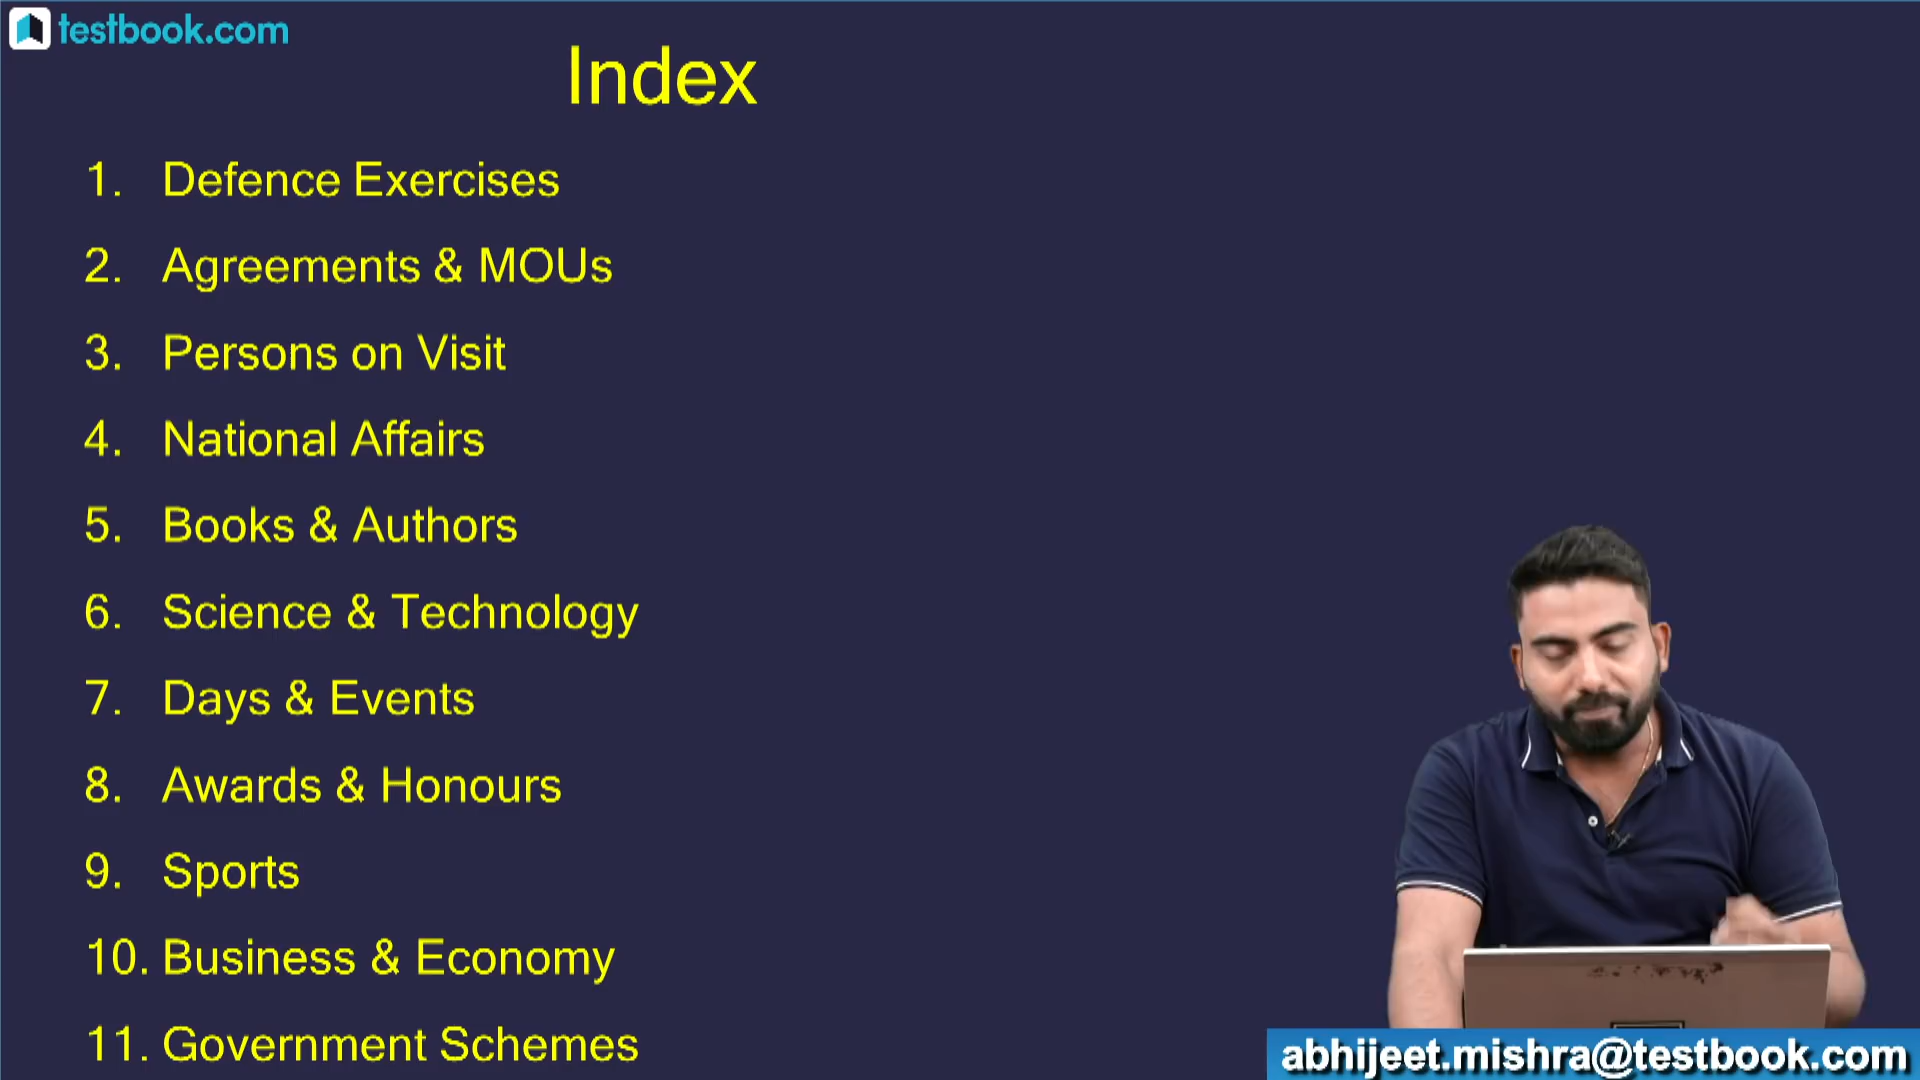 testbook.com
Index
1. Defence Exercises
2. Agreements & MOUs
3. Persons on Visit
4. National Affairs
5. Books & Authors
6. Science & Technology
7. Days & Events
8. Awards & Honours
9. Sports
10. Business & Economy
11. Government Schemes
abhijeet.mishra@testbook.com